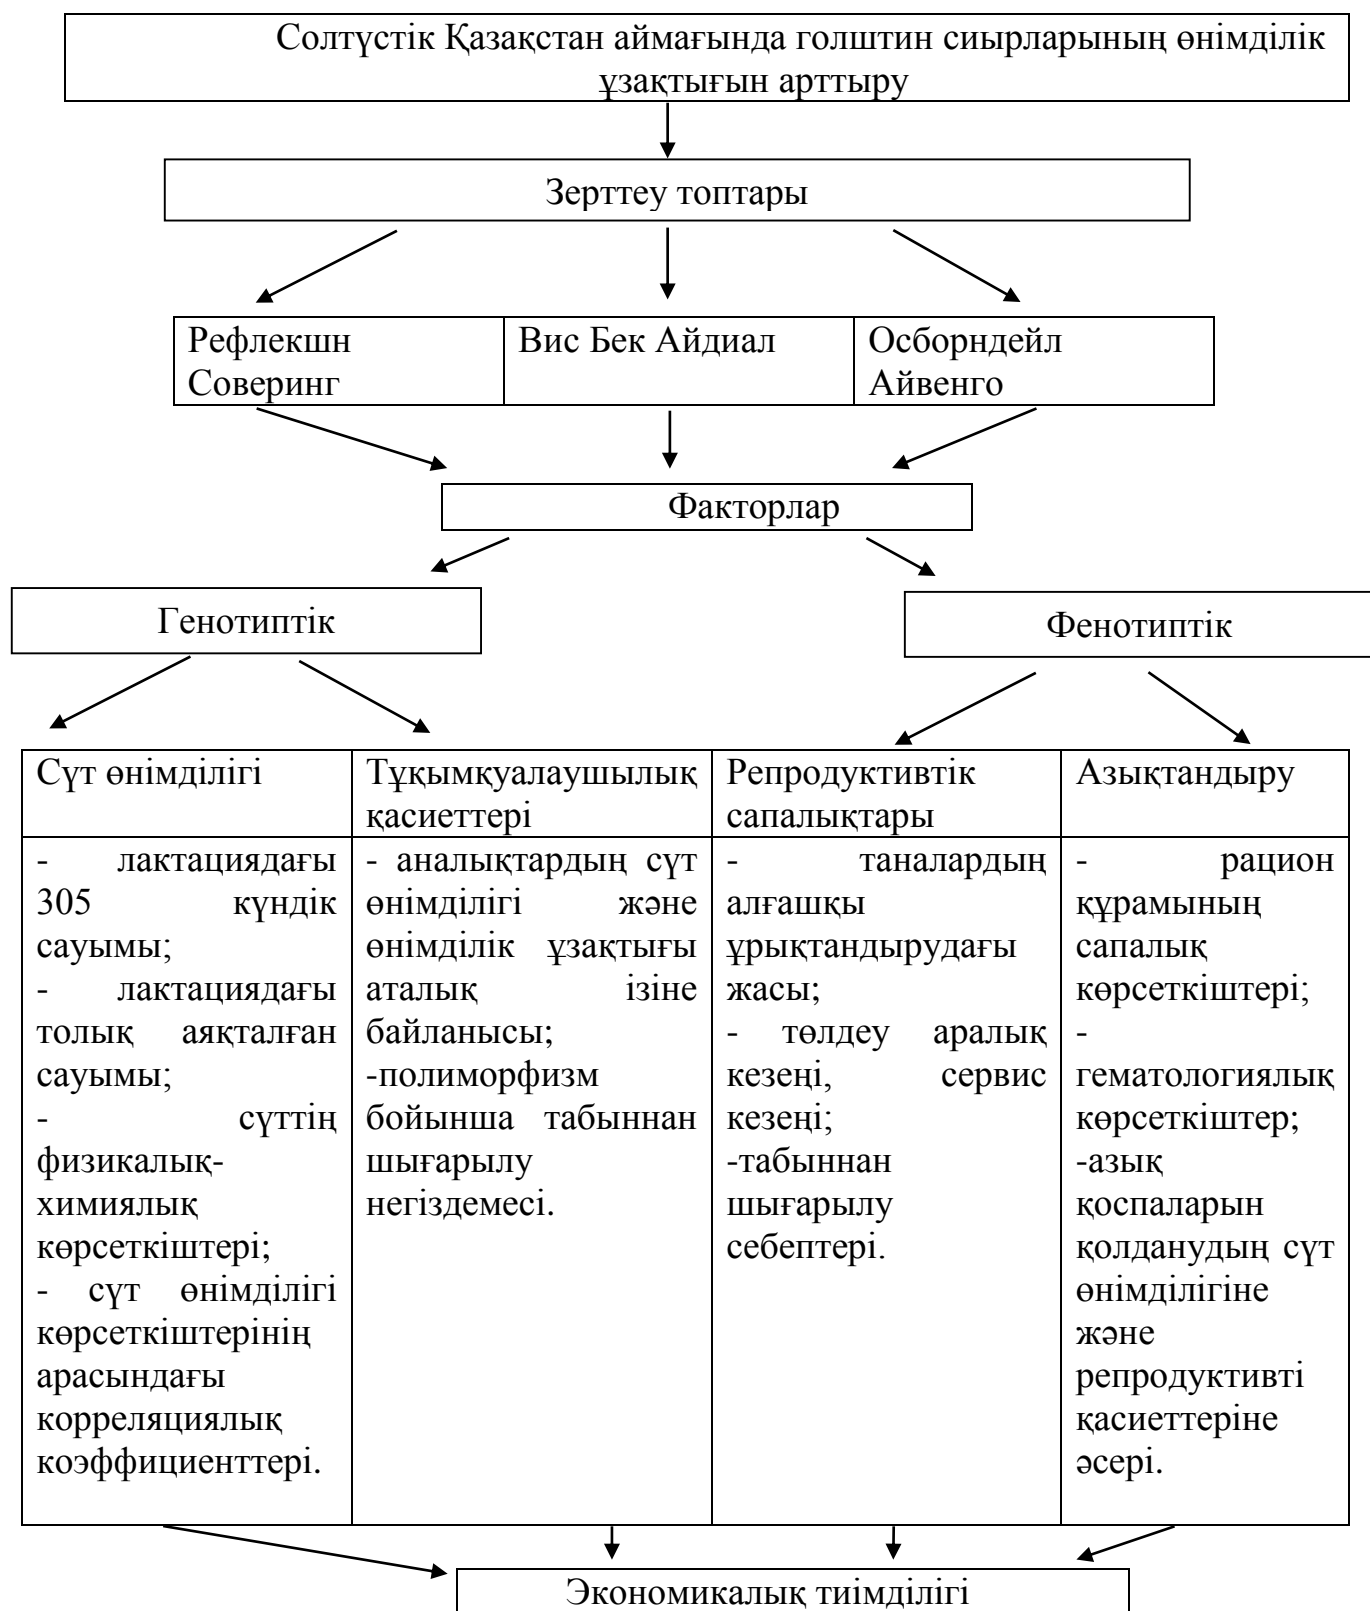 Солтүстік Қазақстан аймағында голштин сиырларының өнімділік
ұзақтығын арттыру
Зерттеу топтары
Рефлекшн
Соверинг
Вис Бек Айдиал
Осборндейл
Айвенго
Факторлар
Генотиптік
Фенотиптік
Сүт өнімділігі
Тұқымқуалаушылық
қасиеттері
Репродуктивтік
сапалықтары
Азықтандыру
- лактациядағы
305 күндік
сауымы;
- лактациядағы
толық аяқталған
сауымы;
- сүттің
физикалық-
химиялық
көрсеткіштері;
- сүт өнімділігі
көрсеткіштерінің
арасындағы
корреляциялық
коэффициенттері.
- аналықтардың сүт
өнімділігі және
өнімділік ұзақтығы
аталық ізіне
байланысы;
-полиморфизм
бойынша табыннан
шығарылу
негіздемесі.
- таналардың
алғашқы
ұрықтандырудағы
жасы;
- төлдеу аралық
кезеңі, сервис
кезеңі;
-табыннан
шығарылу
себептері.
- рацион
құрамының
сапалық
көрсеткіштері;
-
гематологиялық
көрсеткіштер;
-азық
қоспаларын
қолданудың сүт
өнімділігіне
және
репродуктивті
қасиеттеріне
әсері.
Экономикалық тиімділігі